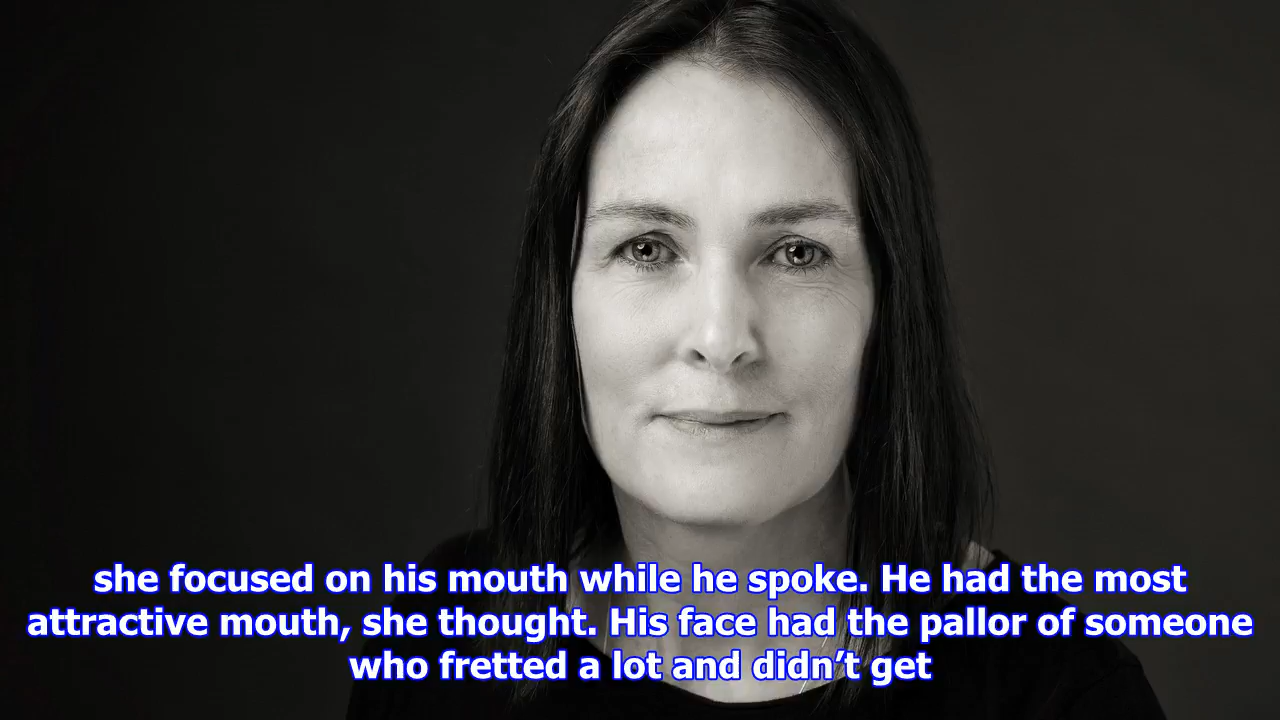 she focused on his mouth while he spoke. He had the most
attractive mouth, she thought. His face had the pallor of someone
who fretted a lot and didn’t get